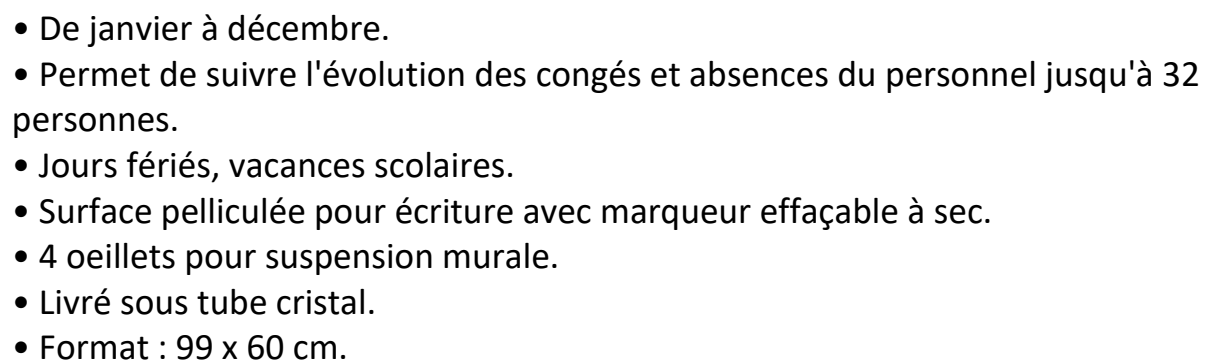 • De janvier à décembre.
• Permet de suivre l'évolution des congés et absences du personnel jusqu'à 32
personnes.
• Jours fériés, vacances scolaires.
• Surface pelliculée pour écriture avec marqueur effaçable à sec.
• 4 oeillets pour suspension murale.
• Livré sous tube cristal.
• Format : 99 x 60 cm.